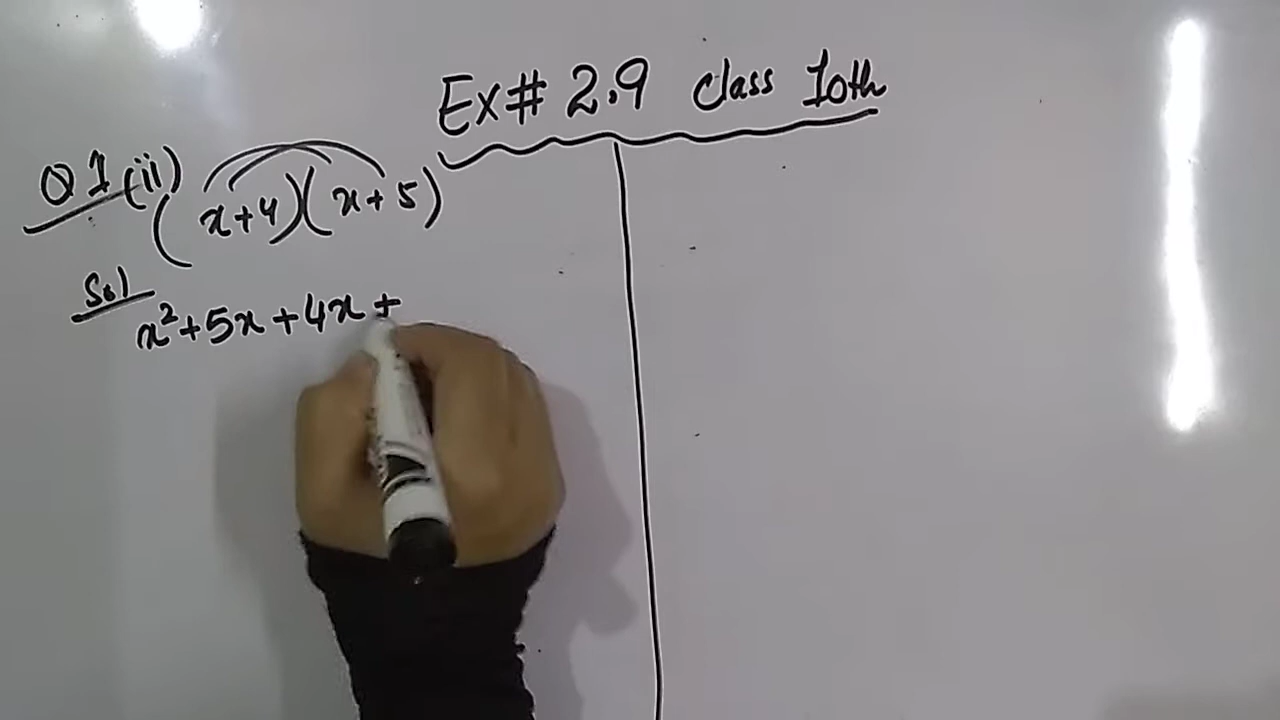 Ex# 2.9 class 10th
Q1(ii)
(x+4)(x+5)
Sol
x²+5x+4x+